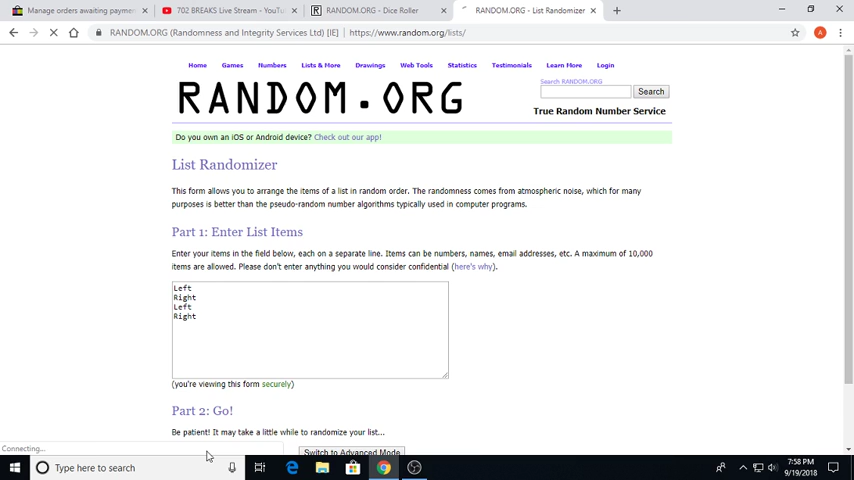 Manage orders awaiting paymen
702 BREAKS Live Stream - YouTu
RANDOM.ORG - Dice Roller
RANDOM.ORG - List Randomizer
RANDOM.ORG (Randomness and Integrity Services Ltd) [IE] | https://www.random.org/lists/
Home Games Numbers Lists & More Drawings Web Tools Statistics Testimonials Learn More Login
Search RANDOM.ORG
RANDOM.ORG
Search
True Random Number Service
Do you own an iOS or Android device? Check out our app!
List Randomizer
This form allows you to arrange the items of a list in random order. The randomness comes from atmospheric noise, which for many
purposes is better than the pseudo-random number algorithms typically used in computer programs.
Part 1: Enter List Items
Enter your items in the field below, each on a separate line. Items can be numbers, names, email addresses, etc. A maximum of 10,000
items are allowed. Please don't enter anything you would consider confidential (here's why).
Left
Right
Left
Right
(you're viewing this form securely)
Part 2: Go!
Be patient! It may take a little while to randomize your list...
Connecting...
Switch to Advanced Mode
Type here to search
7:58 PM
9/19/2018